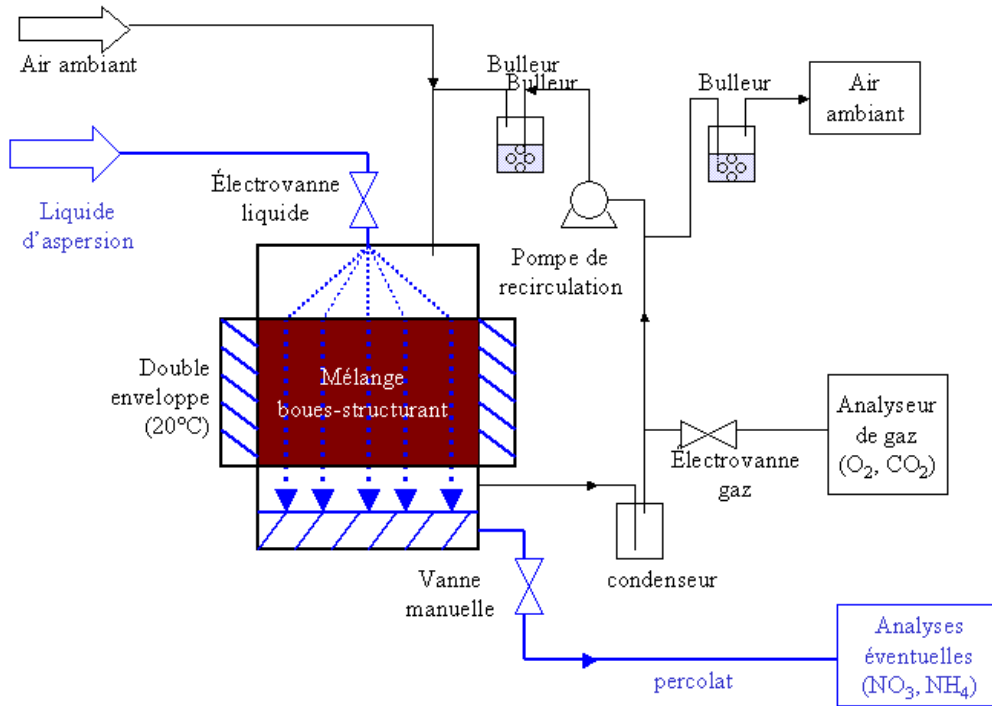 Air ambiant
Bulleur
Bulleur
Bulleur
Air
ambiant
Liquide
d'aspersion
Électrovanne
liquide
Pompe de
recirculation
Double
enveloppe
(20°C)
Mélange
boues-structurant
Électrovanne
gaz
Analyseur
de gaz
(O₂, CO₂)
condenseur
Vanne
manuelle
percolat
Analyses
éventuelles
(NO₃, NH₄)